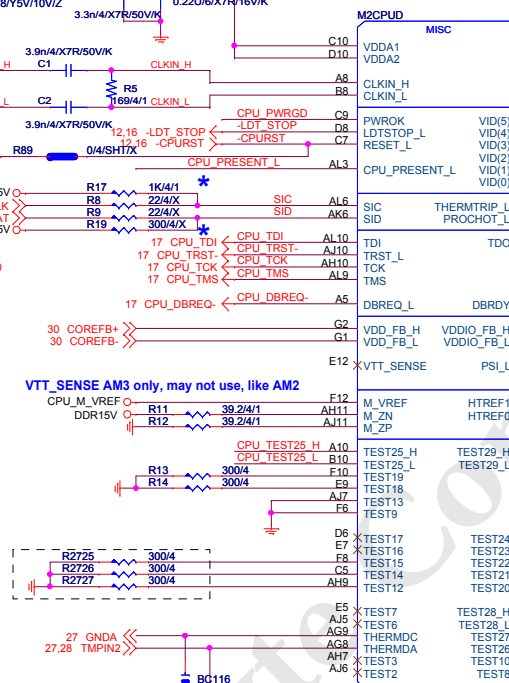 8/Y5V/10V/Z
0.22U/6/X7R/16V/K
3.3n/4/X7R/50V/K
M2CPUD
MISC
C10 VDDA1
D10 VDDA2
3.9n/4/X7R/50V/K
_H C1 CLKIN_H A8 CLKIN_H
R5
_L C2 169/4/1 CLKIN_L B8 CLKIN_L
3.9n/4/X7R/50V/K
CPU_PWRGD C9 PWROK VID(5)
12,16 -LDT_STOP -LDT_STOP D8 LDTSTOP_L VID(4)
12,16 -CPURST -CPURST C7 RESET_L VID(3)
R89 0/4/SHT/X VID(2)
CPU_PRESENT_L AL3 CPU_PRESENT_L VID(1)
VID(0)
5V R17 1K/4/1 *
LK R8 22/4/X SIC AL6 SIC THERMTRIP_L
AT R9 22/4/X SID AK6 SID PROCHOT_L
5V R19 300/4/X *
17 CPU_TDI CPU_TDI AL10 TDI TDO
17 CPU_TRST- CPU_TRST- AJ10 TRST_L
17 CPU_TCK CPU_TCK AH10 TCK
17 CPU_TMS CPU_TMS AL9 TMS
17 CPU_DBREQ- CPU_DBREQ- A5 DBREQ_L DBRDY
30 COREFB+ G2 VDD_FB_H VDDIO_FB_H
30 COREFB- G1 VDD_FB_L VDDIO_FB_L
E12 VTT_SENSE PSI_L
VTT_SENSE AM3 only, may not use, like AM2
CPU_M_VREF F12 M_VREF HTREF1
DDR15V R11 39.2/4/1 AH11 M_ZN HTREF0
R12 39.2/4/1 AJ11 M_ZP
CPU_TEST25_H A10 TEST25_H TEST29_H
CPU_TEST25_L B10 TEST25_L TEST29_L
R13 300/4 F10 TEST19
R14 300/4 E9 TEST18
AJ7 TEST13
F6 TEST9
D6 TEST17 TEST24
E7 TEST16 TEST23
R2725 300/4 F8 TEST15 TEST22
R2726 300/4 C5 TEST14 TEST21
R2727 300/4 AH9 TEST12 TEST20
E5 TEST7 TEST28_H
AJ5 TEST6 TEST28_L
27 GNDA AG9 THERMDC TEST27
27,28 TMPIN2 AG8 THERMDA TEST26
AH7 TEST3 TEST10
AJ6 TEST2 TEST8
BC116